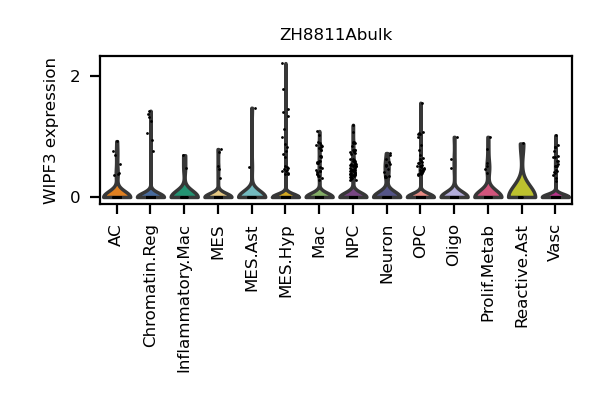 ZH8811Abulk
WIPF3 expression
2
0
AC
Chromatin.Reg
Inflammatory.Mac
MES
MES.Ast
MES.Hyp
Mac
NPC
Neuron
OPC
Oligo
Prolif.Metab
Reactive.Ast
Vasc